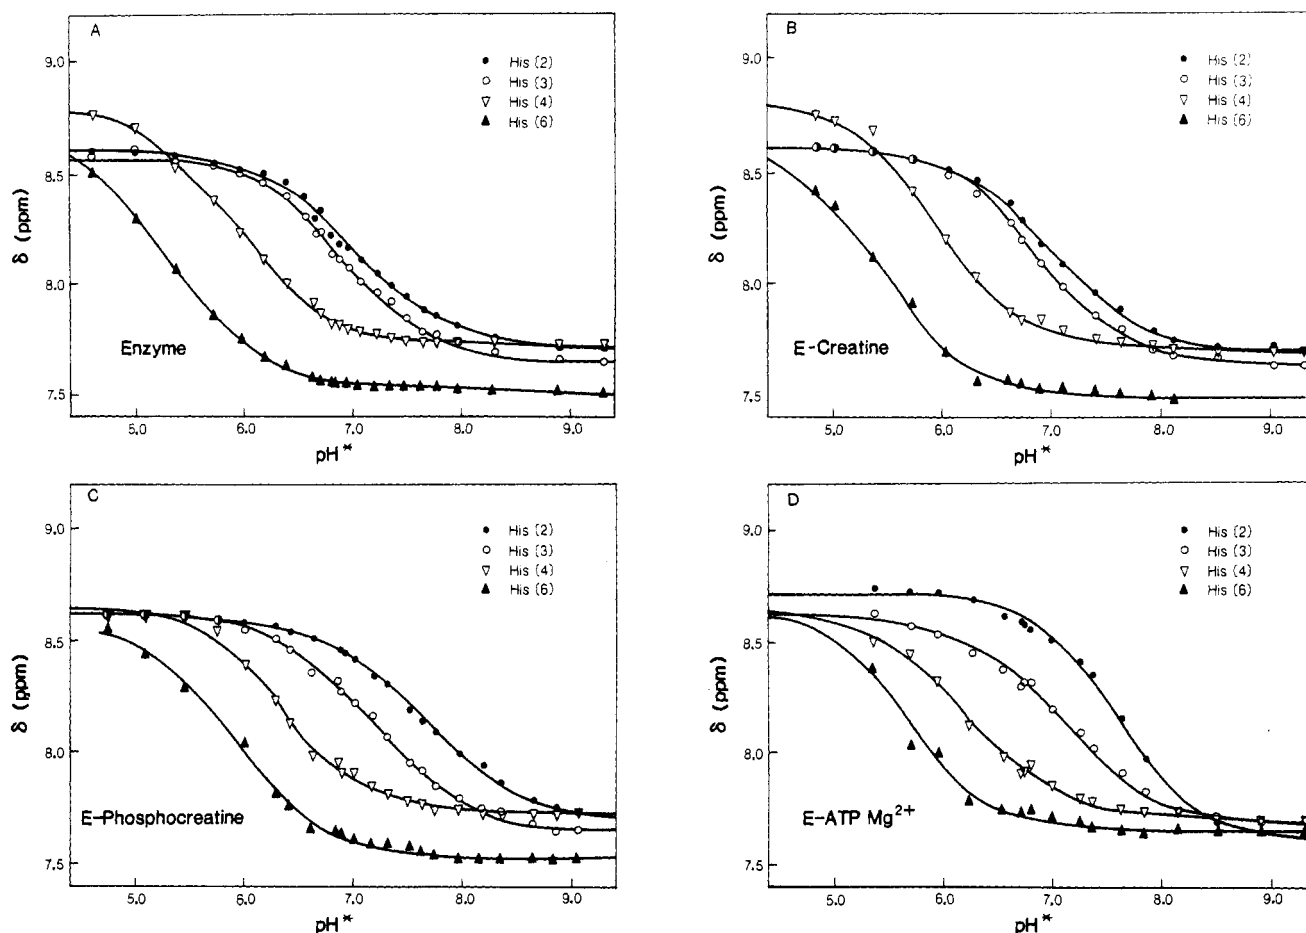 A
His (2)
His (3)
His (4)
His (6)
9.0
8.5
8.0
7.5
δ (ppm)
Enzyme
5.0 6.0 7.0 8.0 9.0
pH*
B
His (2)
His (3)
His (4)
His (6)
9.0
8.5
8.0
7.5
δ (ppm)
E-Creatine
5.0 6.0 7.0 8.0 9.0
pH*
C
His (2)
His (3)
His (4)
His (6)
9.0
8.5
8.0
7.5
δ (ppm)
E-Phosphocreatine
5.0 6.0 7.0 8.0 9.0
pH*
D
His (2)
His (3)
His (4)
His (6)
9.0
8.5
8.0
7.5
δ (ppm)
E-ATP Mg²⁺
5.0 6.0 7.0 8.0 9.0
pH*